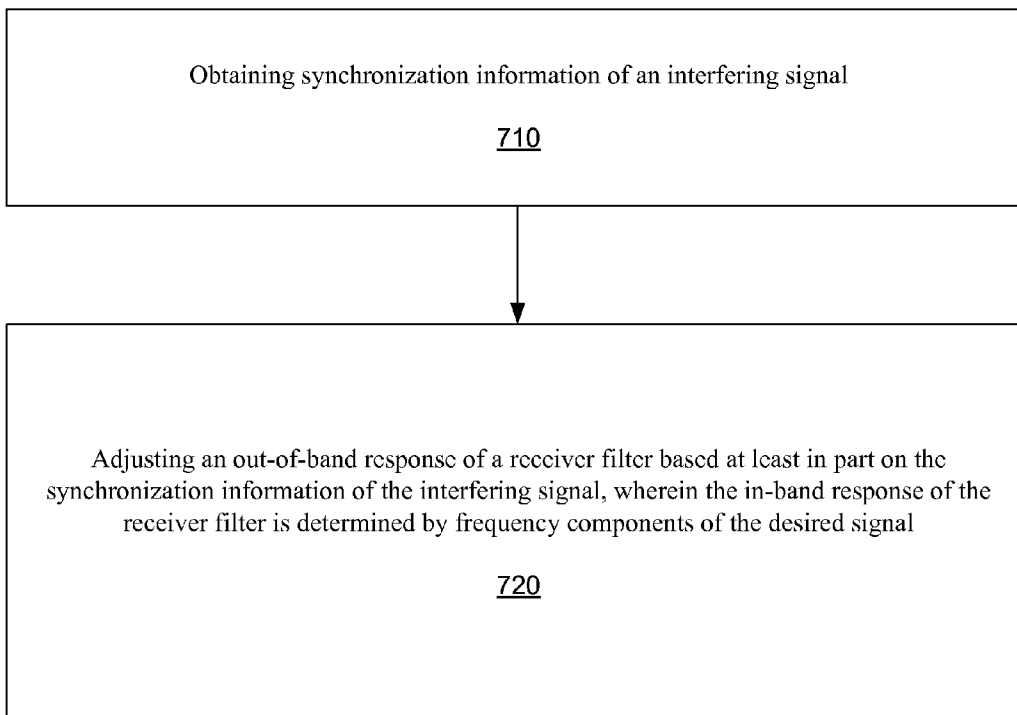 Obtaining synchronization information of an interfering signal
710
Adjusting an out-of-band response of a receiver filter based at least in part on the
synchronization information of the interfering signal, wherein the in-band response of the
receiver filter is determined by frequency components of the desired signal
720